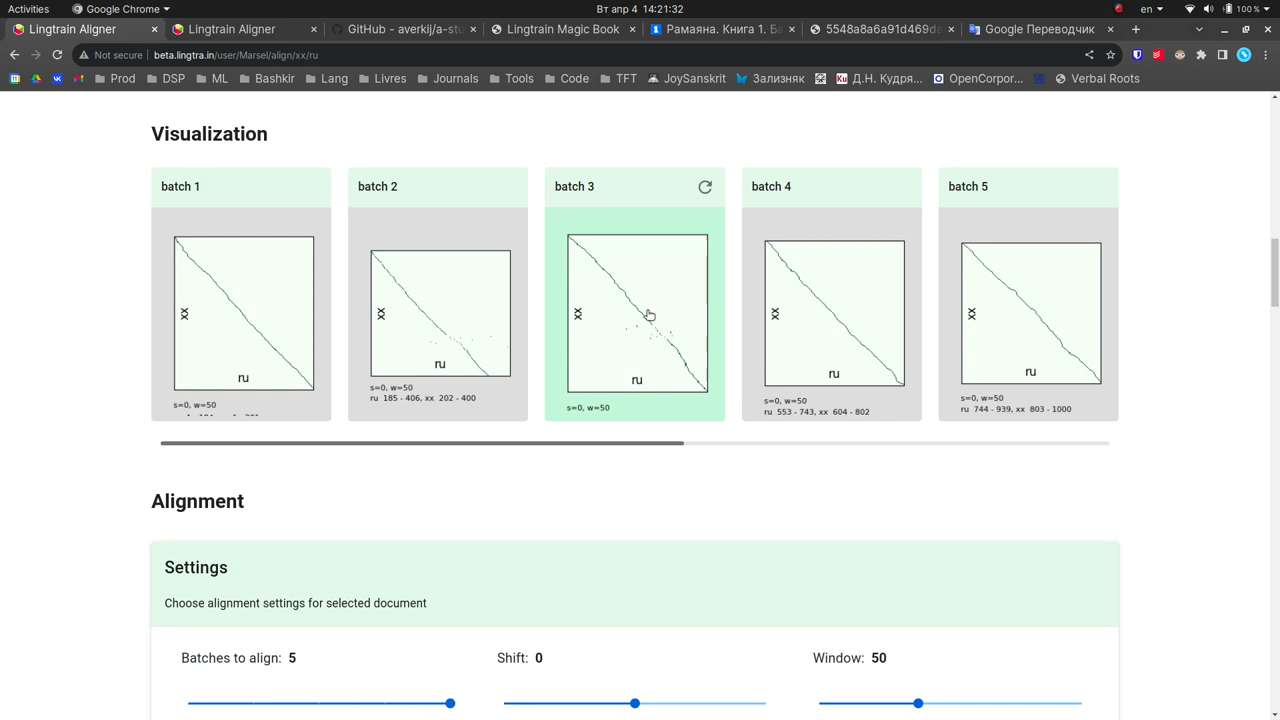 Activities
Google Chrome
Вт апр 4 14:21:32
en
100 %
Lingtrain Aligner
Lingtrain Aligner
GitHub - averkij/a-stu
Lingtrain Magic Book
Рамаяна. Книга 1. Ба
5548a8a6a91d469da
Google Переводчик
Not secure
beta.lingtra.in/user/Marsel/align/xx/ru
Prod
DSP
ML
Bashkir
Lang
Livres
Journals
Tools
Code
TFT
JoySanskrit
Зализняк
Д.Н. Кудря...
OpenCorpor...
Verbal Roots
Visualization
batch 1
batch 2
batch 3
batch 4
batch 5
xx
ru
s=0, w=50
xx
ru
s=0, w=50
ru 185 - 406, xx 202 - 400
xx
ru
s=0, w=50
xx
ru
s=0, w=50
ru 553 - 743, xx 604 - 802
xx
ru
s=0, w=50
ru 744 - 939, xx 803 - 1000
Alignment
Settings
Choose alignment settings for selected document
Batches to align: 5
Shift: 0
Window: 50